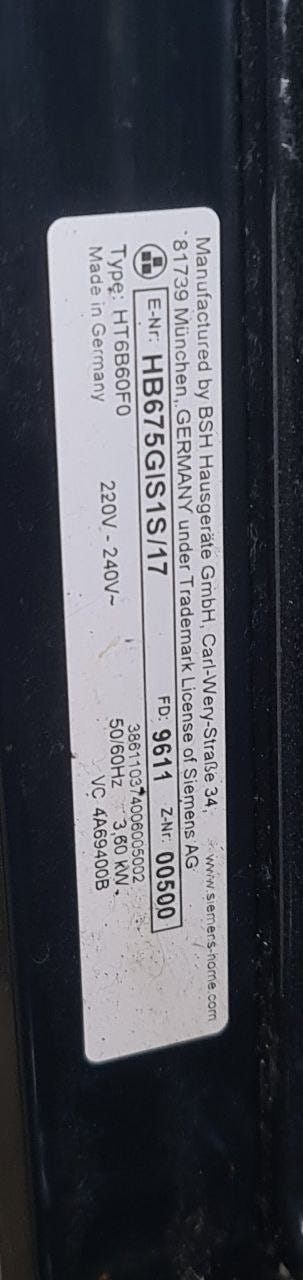 Manufactured by BSH Hausgeräte GmbH, Carl-Wery-Straße 34,
81739 München, GERMANY under Trademark License of Siemens AG
www.siemens-home.com
E-Nr: HB675GIS1S/17 FD: 9611 Z-Nr: 00500
386110374006005002
Type: HT6B60F0 220V - 240V~ 50/60Hz 3,60 kW
Made in Germany VC 4A69400B